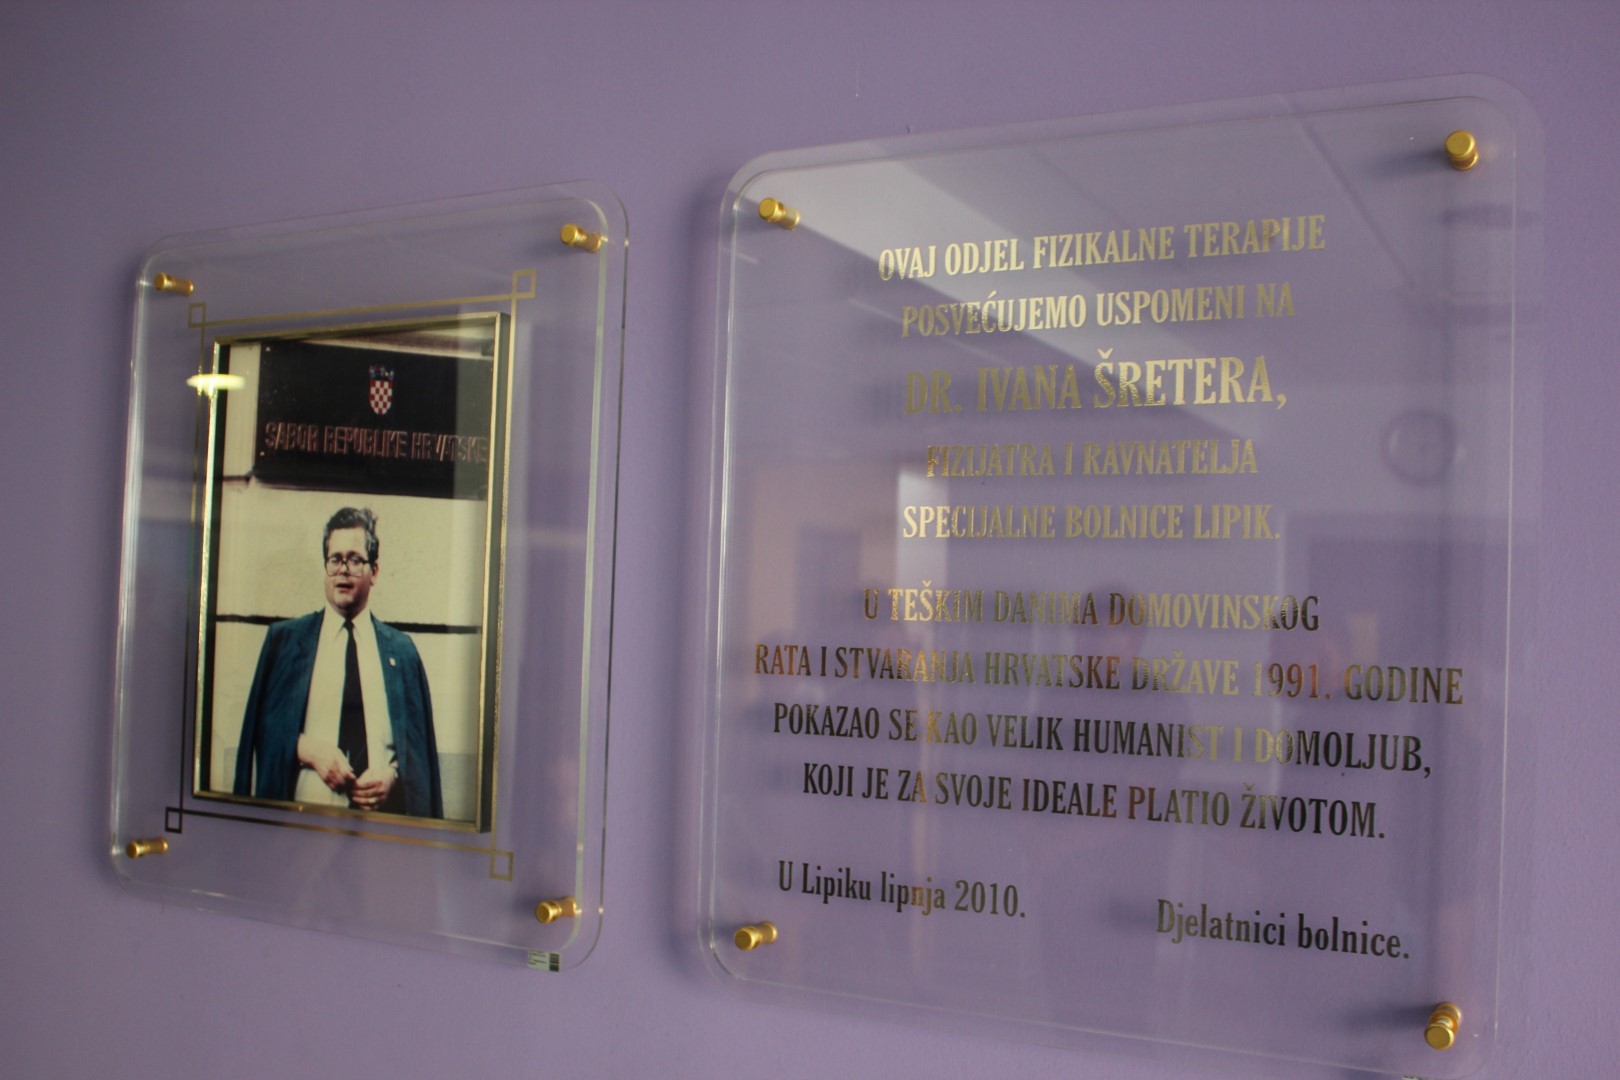 SABOR REPUBLIKE HRVATSKE
OVAJ ODJEL FIZIKALNE TERAPIJE
POSVEĆUJEMO USPOMENI NA
DR. IVANA ŠRETERA,
FIZIJATRA I RAVNATELJA
SPECIJALNE BOLNICE LIPIK.
U TEŠKIM DANIMA DOMOVINSKOG
RATA I STVARANJA HRVATSKE DRŽAVE 1991. GODINE
POKAZAO SE KAO VELIK HUMANIST I DOMOLJUB,
KOJI JE ZA SVOJE IDEALE PLATIO ŽIVOTOM.
U Lipiku lipnja 2010.
Djelatnici bolnice.